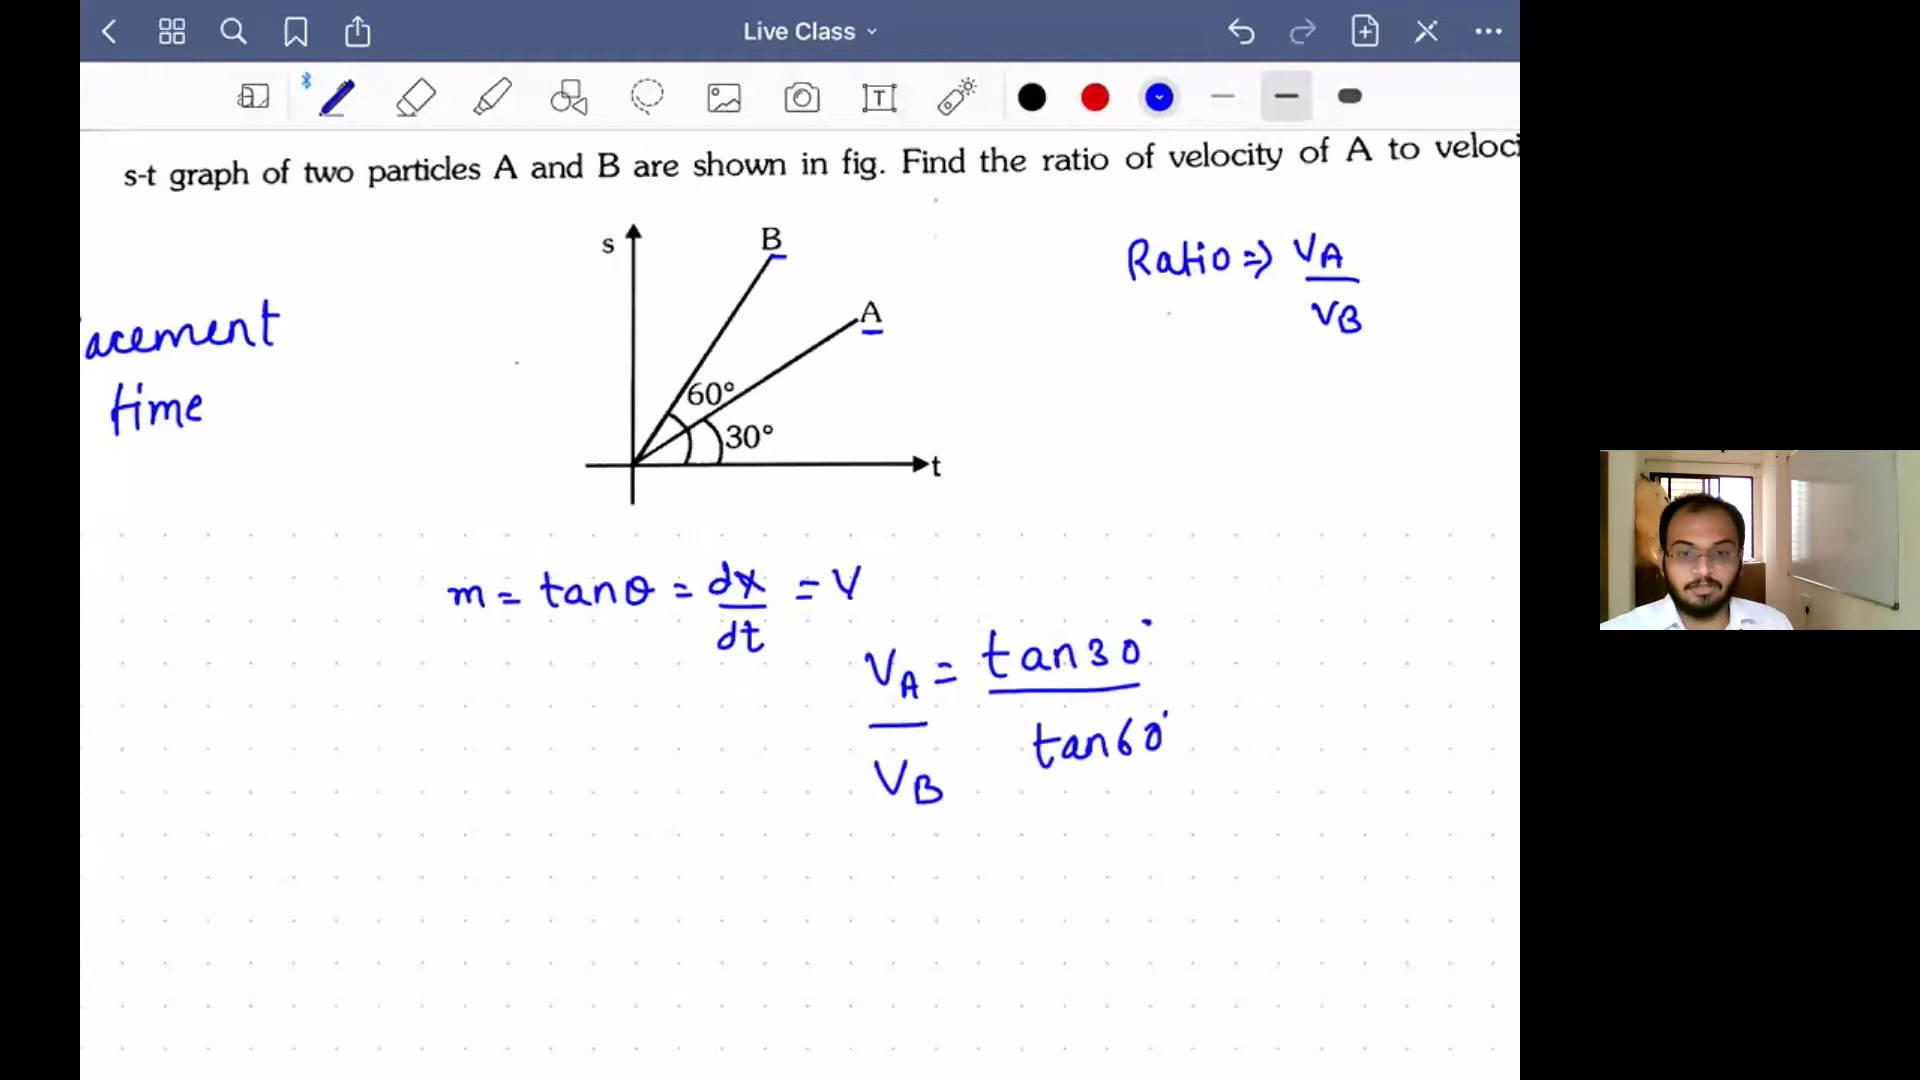 Live Class
s-t graph of two particles A and B are shown in fig. Find the ratio of velocity of A to veloci
s
B
A
60°
30°
t
Ratio ⇒ VA
VB
acement
time
m = tanθ = dx = V
dt
VA = tan30°
VB tan60°